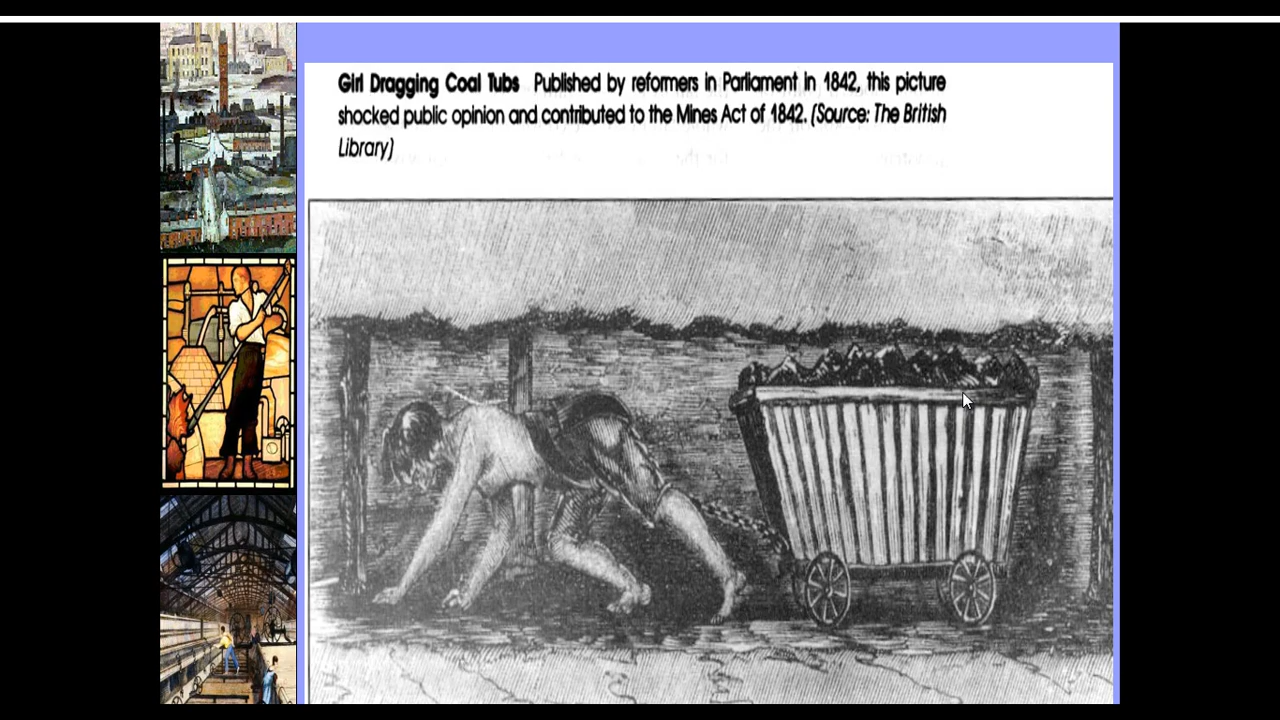 Girl Dragging Coal Tubs Published by reformers in Parliament in 1842, this picture
shocked public opinion and contributed to the Mines Act of 1842. (Source: The British
Library)